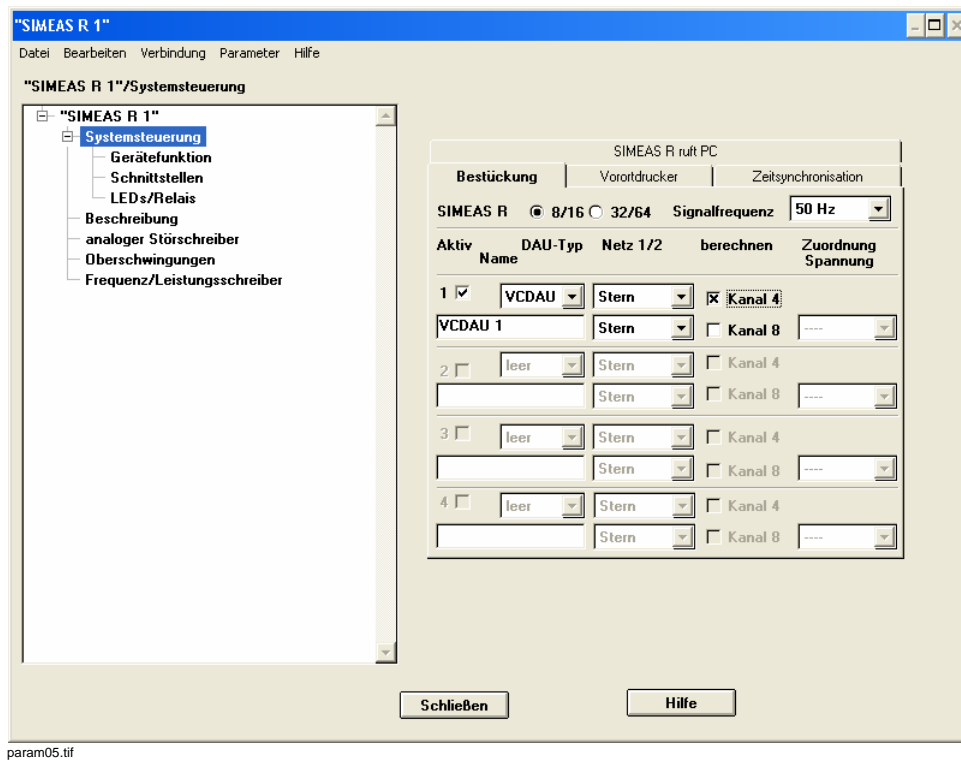 "SIMEAS R 1"
Datei Bearbeiten Verbindung Parameter Hilfe
"SIMEAS R 1"/Systemsteuerung
"SIMEAS R 1"
Systemsteuerung
Gerätefunktion
Schnittstellen
LEDs/Relais
Beschreibung
analoger Störschreiber
Oberschwingungen
Frequenz/Leistungsschreiber
SIMEAS R ruft PC
Bestückung Vorortdrucker Zeitsynchronisation
SIMEAS R 8/16 32/64 Signalfrequenz 50 Hz
Aktiv DAU-Typ Netz 1/2 berechnen Zuordnung
Name Spannung
1 VCDAU Stern Kanal 4
VCDAU 1 Stern Kanal 8 ----
2 leer Stern Kanal 4
Stern Kanal 8 ----
3 leer Stern Kanal 4
Stern Kanal 8 ----
4 leer Stern Kanal 4
Stern Kanal 8 ----
Schließen Hilfe
param05.tif